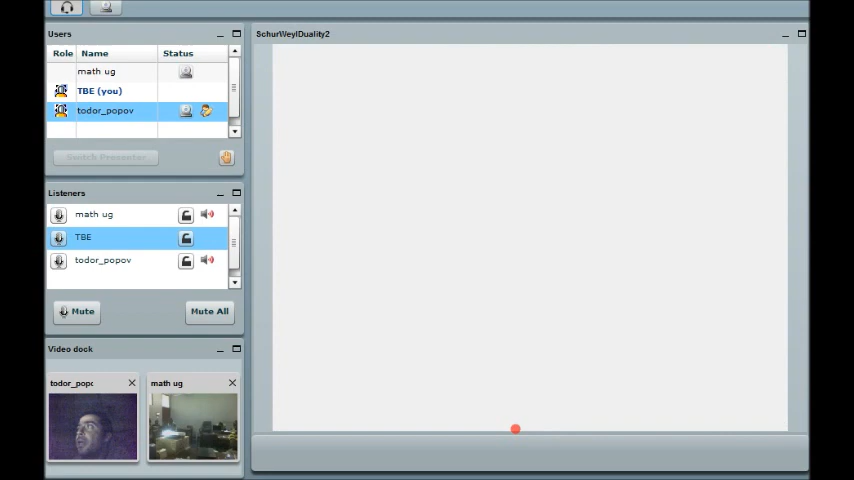 Users
SchurWeylDuality2
Role Name Status
math ug
TBE (you)
todor_popov
Switch Presenter
Listeners
math ug
TBE
todor_popov
Mute
Mute All
Video dock
todor_popc
math ug